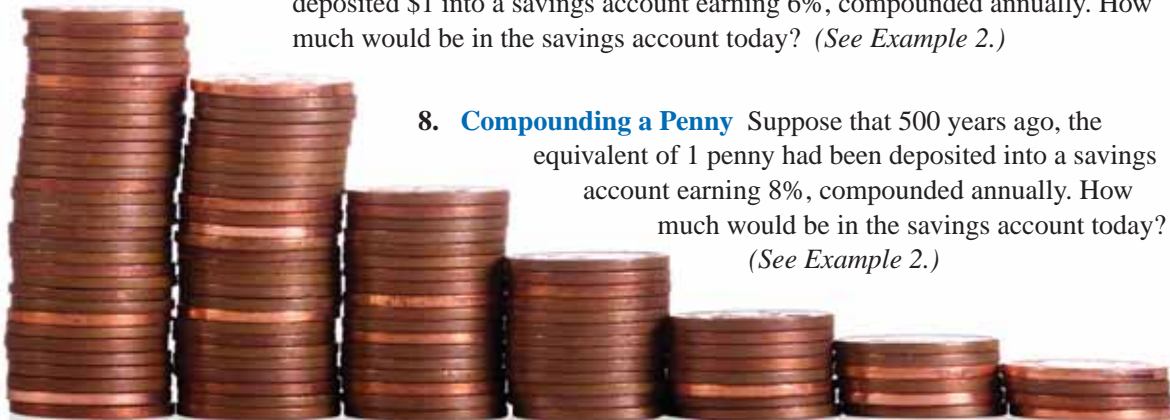 deposited $1 into a savings account earning 6%, compounded annually. How
much would be in the savings account today? (See Example 2.)
8. Compounding a Penny Suppose that 500 years ago, the
equivalent of 1 penny had been deposited into a savings
account earning 8%, compounded annually. How
much would be in the savings account today?
(See Example 2.)